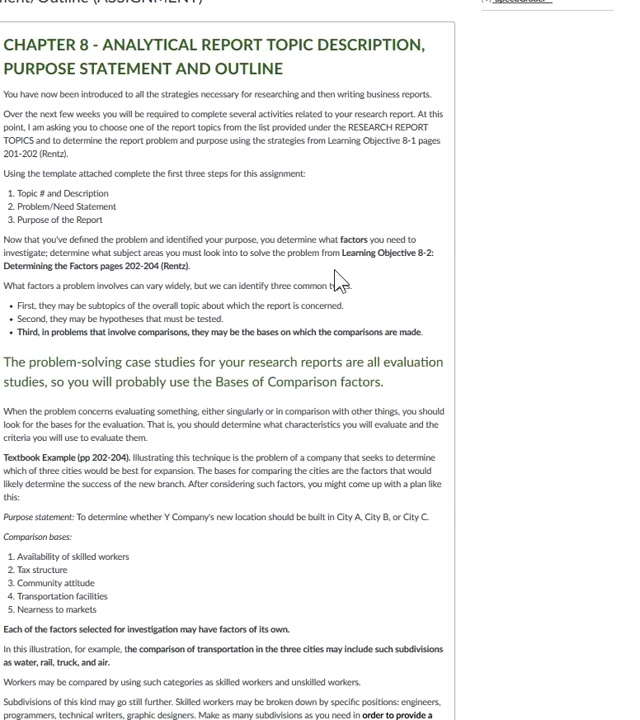 CHAPTER 8 - ANALYTICAL REPORT TOPIC DESCRIPTION,
PURPOSE STATEMENT AND OUTLINE
You have now been introduced to all the strategies necessary for researching and then writing business reports.
Over the next few weeks you will be required to complete several activities related to your research report. At this
point, I am asking you to choose one of the report topics from the list provided under the RESEARCH REPORT
TOPICS and to determine the report problem and purpose using the strategies from Learning Objective 8-1 pages
201-202 (Rentz).
Using the template attached complete the first three steps for this assignment:
1. Topic # and Description
2. Problem/Need Statement
3. Purpose of the Report
Now that you've defined the problem and identified your purpose, you determine what factors you need to
investigate; determine what subject areas you must look into to solve the problem from Learning Objective 8-2:
Determining the Factors pages 202-204 (Rentz).
What factors a problem involves can vary widely, but we can identify three common
• First, they may be subtopics of the overall topic about which the report is concerned.
• Second, they may be hypotheses that must be tested.
• Third, in problems that involve comparisons, they may be the bases on which the comparisons are made.
The problem-solving case studies for your research reports are all evaluation
studies, so you will probably use the Bases of Comparison factors.
When the problem concerns evaluating something, either singularly or in comparison with other things, you should
look for the bases for the evaluation. That is, you should determine what characteristics you will evaluate and the
criteria you will use to evaluate them.
Textbook Example (pp 202-204). Illustrating this technique is the problem of a company that seeks to determine
which of three cities would be best for expansion. The bases for comparing the cities are the factors that would
likely determine the success of the new branch. After considering such factors, you might come up with a plan like
this:
Purpose statement: To determine whether Y Company's new location should be built in City A, City B, or City C.
Comparison bases:
1. Availability of skilled workers
2. Tax structure
3. Community attitude
4. Transportation facilities
5. Nearness to markets
Each of the factors selected for investigation may have factors of its own.
In this illustration, for example, the comparison of transportation in the three cities may include such subdivisions
as water, rail, truck, and air.
Workers may be compared by using such categories as skilled workers and unskilled workers.
Subdivisions of this kind may go still further. Skilled workers may be broken down by specific positions: engineers,
programmers, technical writers, graphic designers. Make as many subdivisions as you need in order to provide a